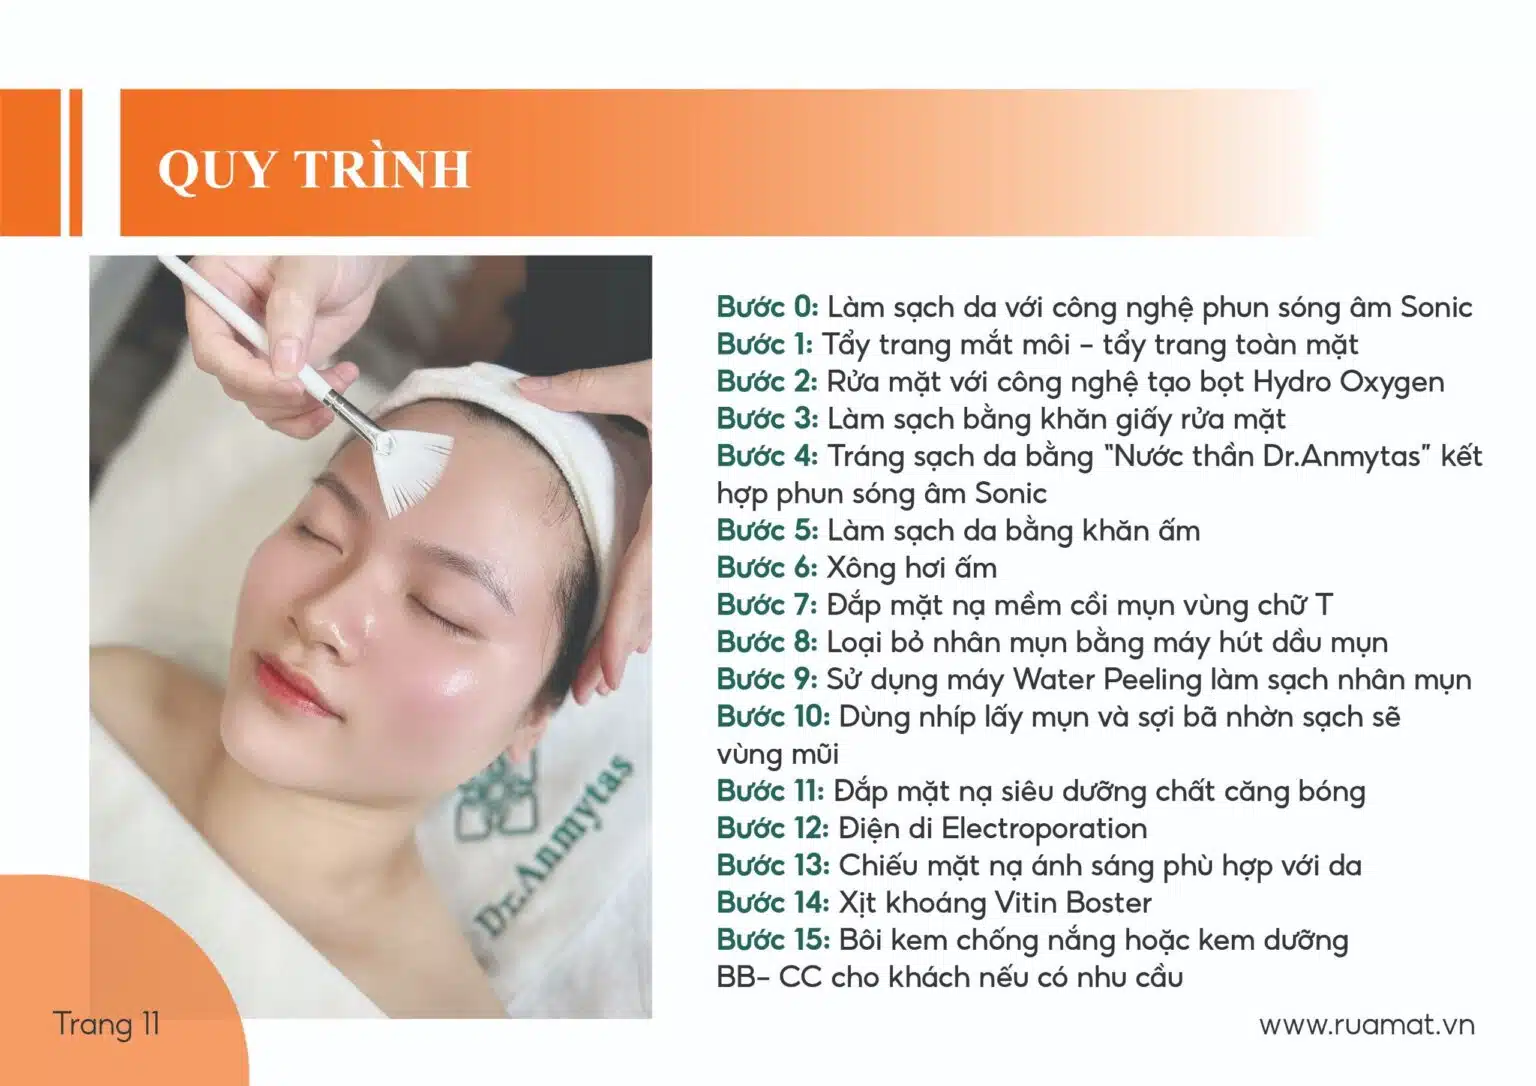 QUY TRÌNH
Bước 0: Làm sạch da với công nghệ phun sóng âm Sonic
Bước 1: Tẩy trang mắt môi - tẩy trang toàn mặt
Bước 2: Rửa mặt với công nghệ tạo bọt Hydro Oxygen
Bước 3: Làm sạch bằng khăn giấy rửa mặt
Bước 4: Tráng sạch da bằng "Nước thần Dr.Anmytas" kết
hợp phun sóng âm Sonic
Bước 5: Làm sạch da bằng khăn ấm
Bước 6: Xông hơi ấm
Bước 7: Đắp mặt nạ mềm cồi mụn vùng chữ T
Bước 8: Loại bỏ nhân mụn bằng máy hút dầu mụn
Bước 9: Sử dụng máy Water Peeling làm sạch nhân mụn
Bước 10: Dùng nhíp lấy mụn và sợi bã nhờn sạch sẽ
vùng mũi
Bước 11: Đắp mặt nạ siêu dưỡng chất căng bóng
Bước 12: Điện di Electroporation
Bước 13: Chiếu mặt nạ ánh sáng phù hợp với da
Bước 14: Xịt khoáng Vitin Boster
Bước 15: Bôi kem chống nắng hoặc kem dưỡng
BB- CC cho khách nếu có nhu cầu
Dr.Anmytas
Trang 11
www.ruamat.vn